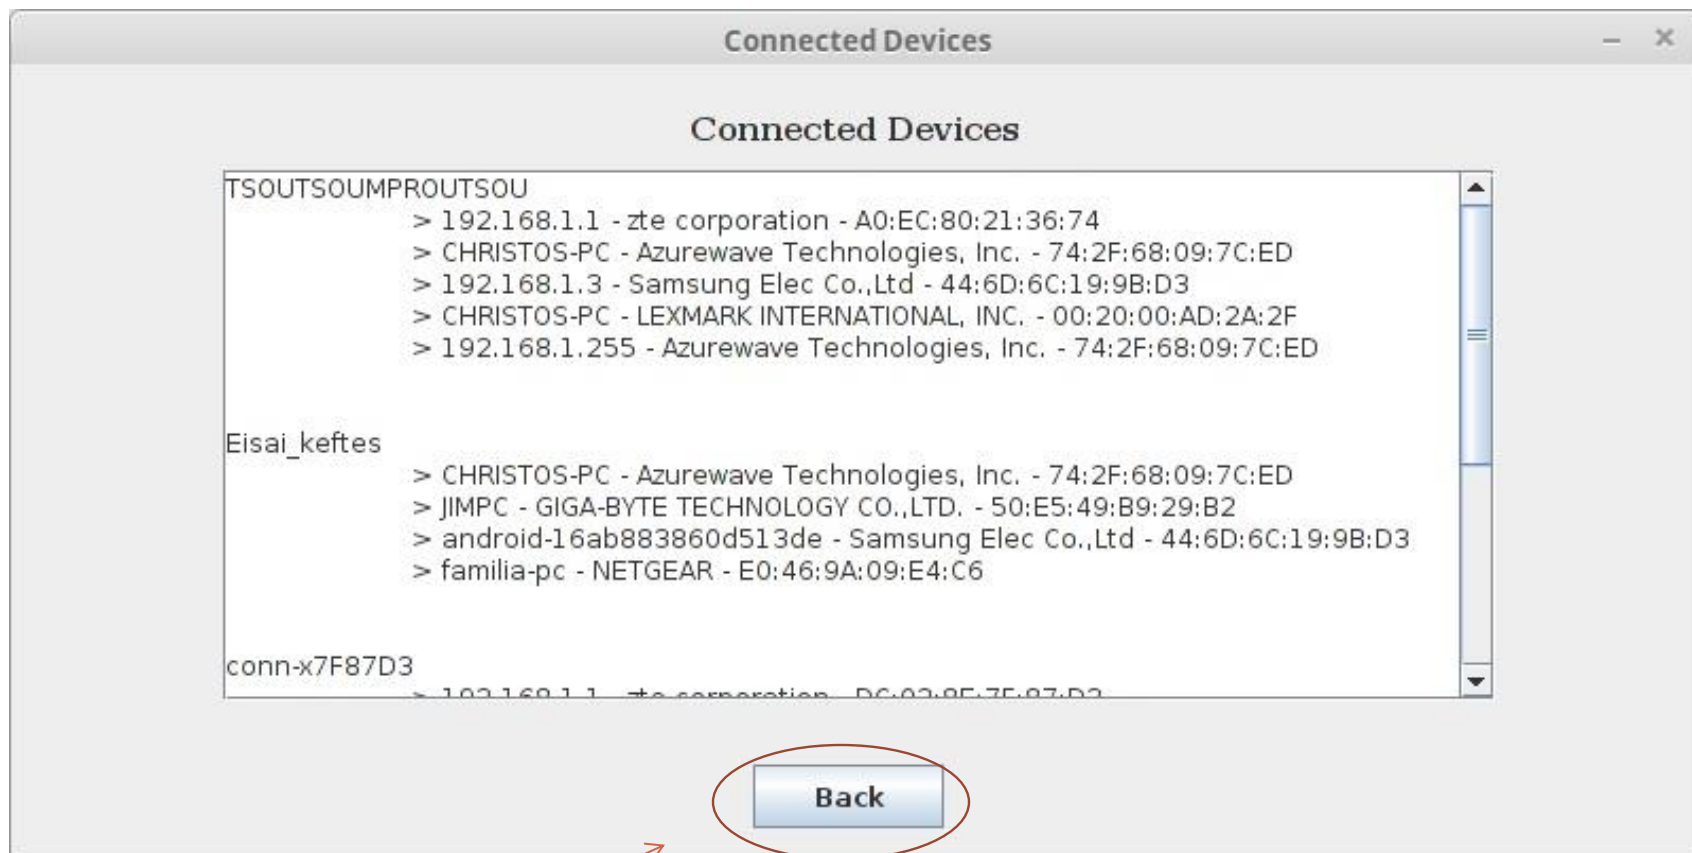 Connected Devices
Connected Devices
TSOUTSOUMPROUTSOU
> 192.168.1.1 - zte corporation - A0:EC:80:21:36:74
> CHRISTOS-PC - Azurewave Technologies, Inc. - 74:2F:68:09:7C:ED
> 192.168.1.3 - Samsung Elec Co.,Ltd - 44:6D:6C:19:9B:D3
> CHRISTOS-PC - LEXMARK INTERNATIONAL, INC. - 00:20:00:AD:2A:2F
> 192.168.1.255 - Azurewave Technologies, Inc. - 74:2F:68:09:7C:ED
Eisai_keftes
> CHRISTOS-PC - Azurewave Technologies, Inc. - 74:2F:68:09:7C:ED
> JIMPC - GIGA-BYTE TECHNOLOGY CO.,LTD. - 50:E5:49:B9:29:B2
> android-16ab883860d513de - Samsung Elec Co.,Ltd - 44:6D:6C:19:9B:D3
> familia-pc - NETGEAR - E0:46:9A:09:E4:C6
conn-x7F87D3
> 192.168.1.1 - zte corporation -
Back